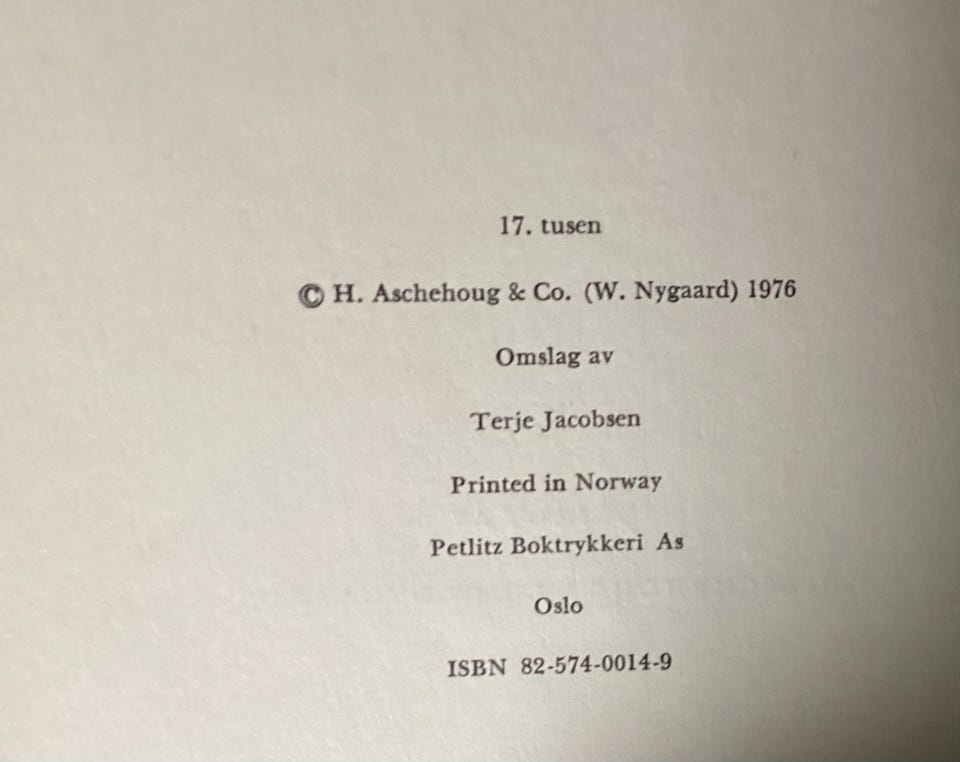 17. tusen
© H. Aschehoug & Co. (W. Nygaard) 1976
Omslag av
Terje Jacobsen
Printed in Norway
Petlitz Boktrykkeri As
Oslo
ISBN 82-574-0014-9